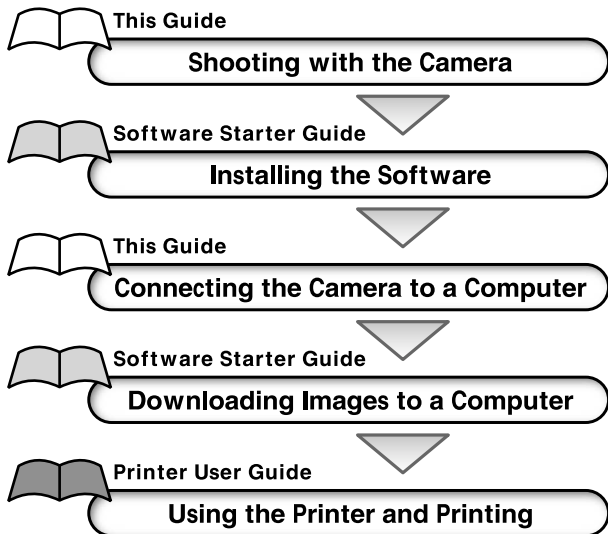 This Guide
Shooting with the Camera
Software Starter Guide
Installing the Software
This Guide
Connecting the Camera to a Computer
Software Starter Guide
Downloading Images to a Computer
Printer User Guide
Using the Printer and Printing